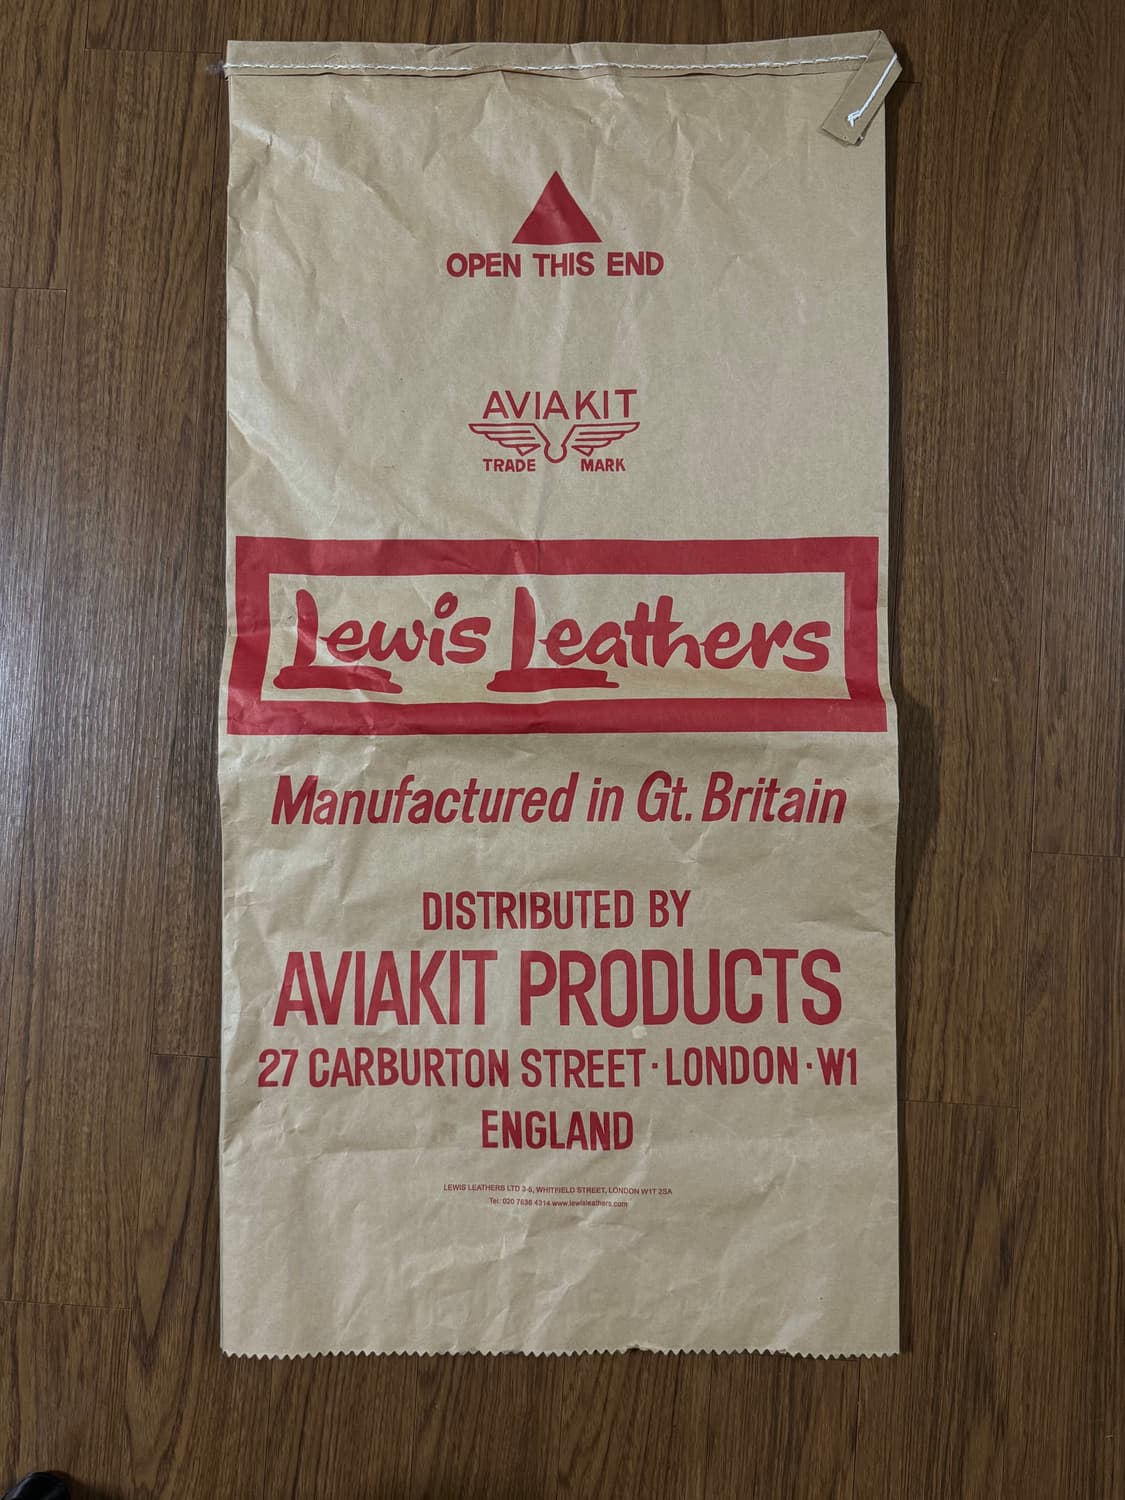 OPEN THIS END
AVIAKIT
TRADE MARK
Lewis Leathers
Manufactured in Gt. Britain
DISTRIBUTED BY
AVIAKIT PRODUCTS
27 CARBURTON STREET · LONDON · W1
ENGLAND
LEWIS LEATHERS LTD 3-5, WHITFIELD STREET, LONDON W1T 2SA
Tel: 020 7636 4314 www.lewisleathers.com